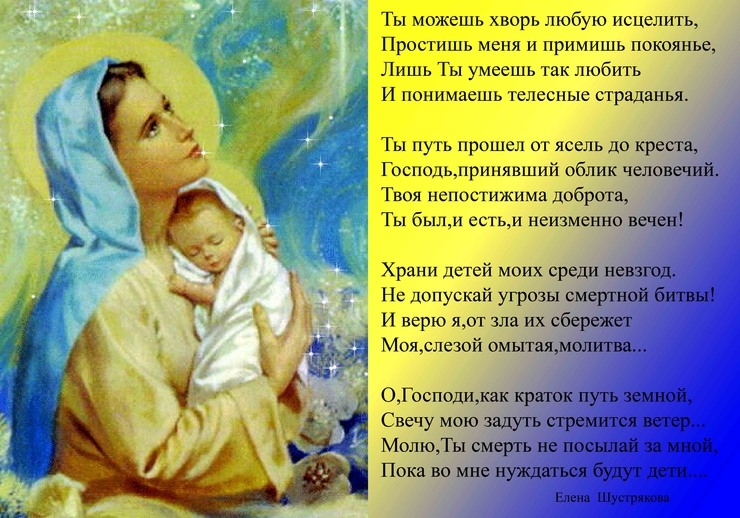 Ты можешь хворь любую исцелить,
Простишь меня и примишь покоянье,
Лишь Ты умеешь так любить
И понимаешь телесные страданья.
Ты путь прошел от ясель до креста,
Господь,принявший облик человечий.
Твоя непостижима доброта,
Ты был,и есть,и неизменно вечен!
Храни детей моих среди невзгод.
Не допускай угрозы смертной битвы!
И верю я,от зла их сбережет
Моя,слезой омытая,молитва...
О,Господи,как краток путь земной,
Свечу мою задуть стремится ветер...
Молю,Ты смерть не посылай за мной,
Пока во мне нуждаться будут дети....
Елена Шустрякова